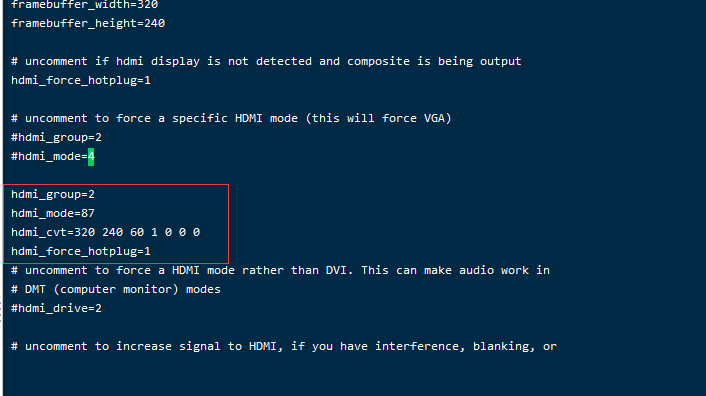 framebuffer_width=320
framebuffer_height=240
# uncomment if hdmi display is not detected and composite is being output
hdmi_force_hotplug=1
# uncomment to force a specific HDMI mode (this will force VGA)
#hdmi_group=2
#hdmi_mode=4
hdmi_group=2
hdmi_mode=87
hdmi_cvt=320 240 60 1 0 0 0
hdmi_force_hotplug=1
# uncomment to force a HDMI mode rather than DVI. This can make audio work in
# DMT (computer monitor) modes
#hdmi_drive=2
# uncomment to increase signal to HDMI, if you have interference, blanking, or